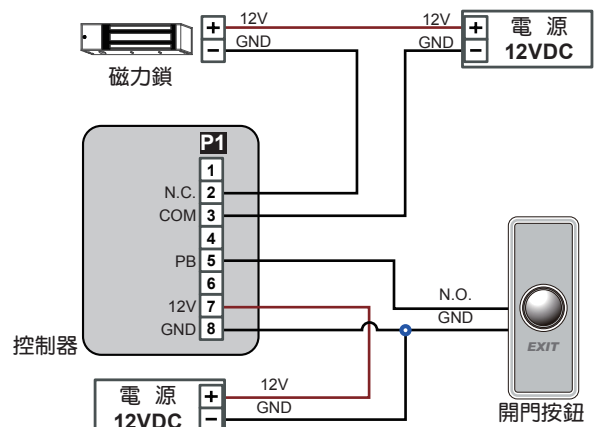 12V
12V
+
+
電 源
GND
GND
−
−
12VDC
磁力鎖
P1
1
N.C. 2
COM 3
4
PB 5
6
12V 7
GND 8
控制器
N.O.
GND
EXIT
開門按鈕
電 源
+
12V
12VDC
−
GND